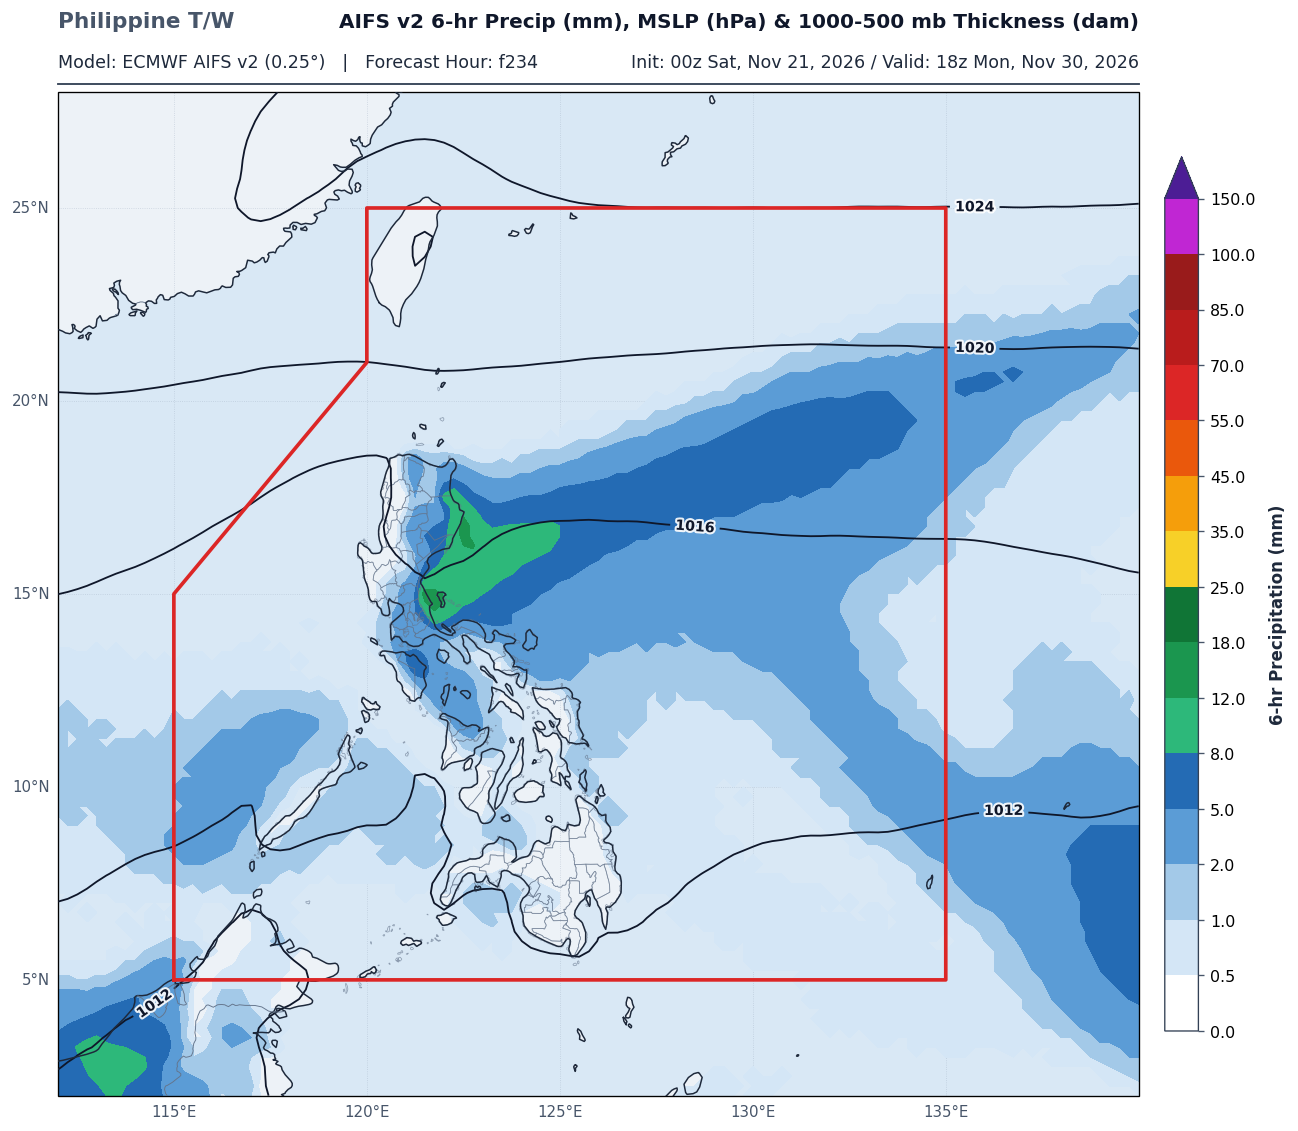 Philippine T/W
AIFS v2 6-hr Precip (mm), MSLP (hPa) & 1000-500 mb Thickness (dam)
Model: ECMWF AIFS v2 (0.25°) | Forecast Hour: f234
Init: 00z Sat, Nov 21, 2026 / Valid: 18z Mon, Nov 30, 2026
25°N
20°N
15°N
10°N
5°N
1024
1020
1016
1012
1012
115°E
120°E
125°E
130°E
135°E
150.0
100.0
85.0
70.0
55.0
45.0
35.0
25.0
18.0
12.0
8.0
5.0
2.0
1.0
0.5
0.0
6-hr Precipitation (mm)